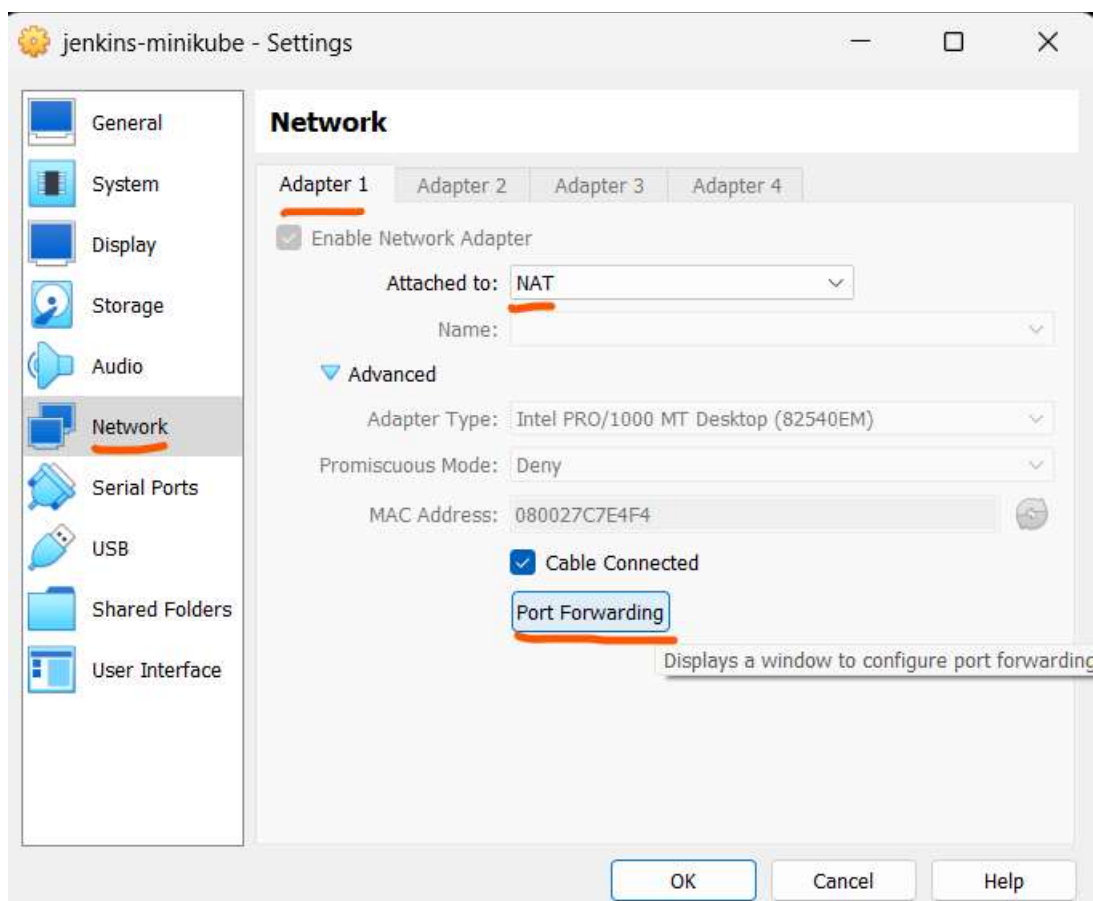 jenkins-minikube - Settings
General
System
Display
Storage
Audio
Network
Serial Ports
USB
Shared Folders
User Interface
Network
Adapter 1 Adapter 2 Adapter 3 Adapter 4
Enable Network Adapter
Attached to: NAT
Name:
Advanced
Adapter Type: Intel PRO/1000 MT Desktop (82540EM)
Promiscuous Mode: Deny
MAC Address: 080027C7E4F4
Cable Connected
Port Forwarding
Displays a window to configure port forwarding
OK Cancel Help